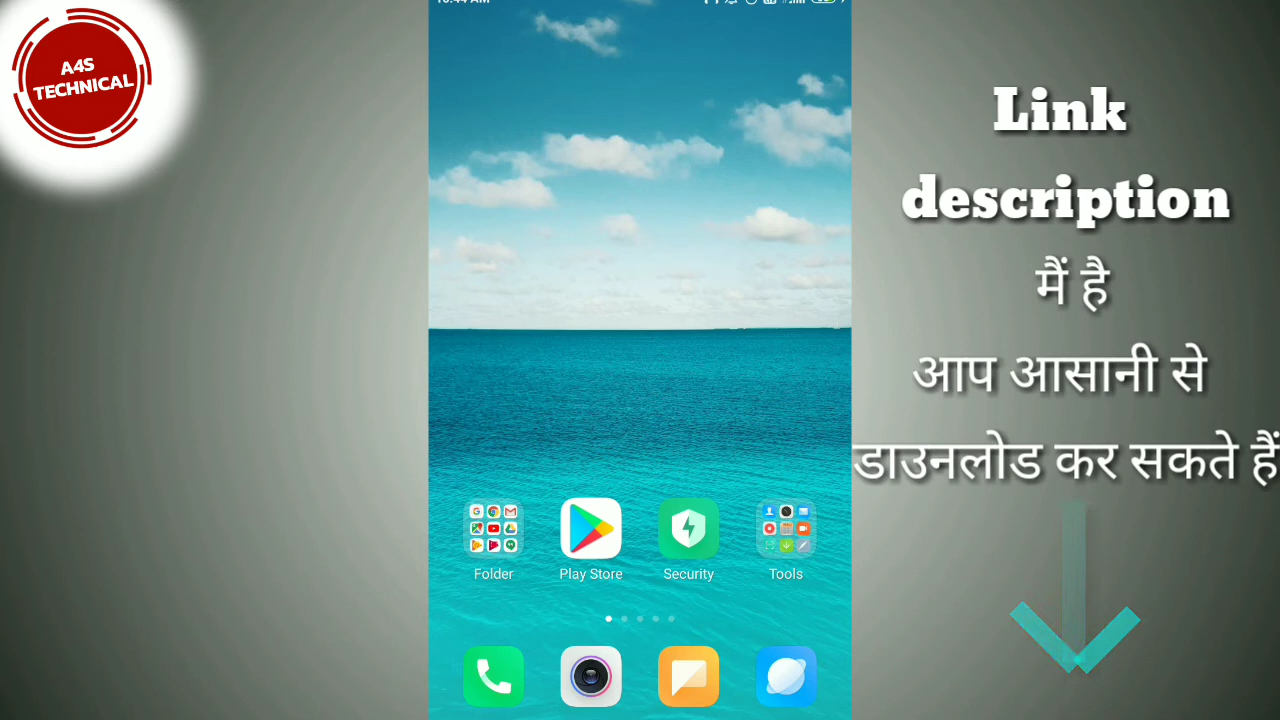 A4S
TECHNICAL
Link
description
मैं है
आप आसानी से
डाउनलोड कर सकते हैं
Folder
Play Store
Security
Tools